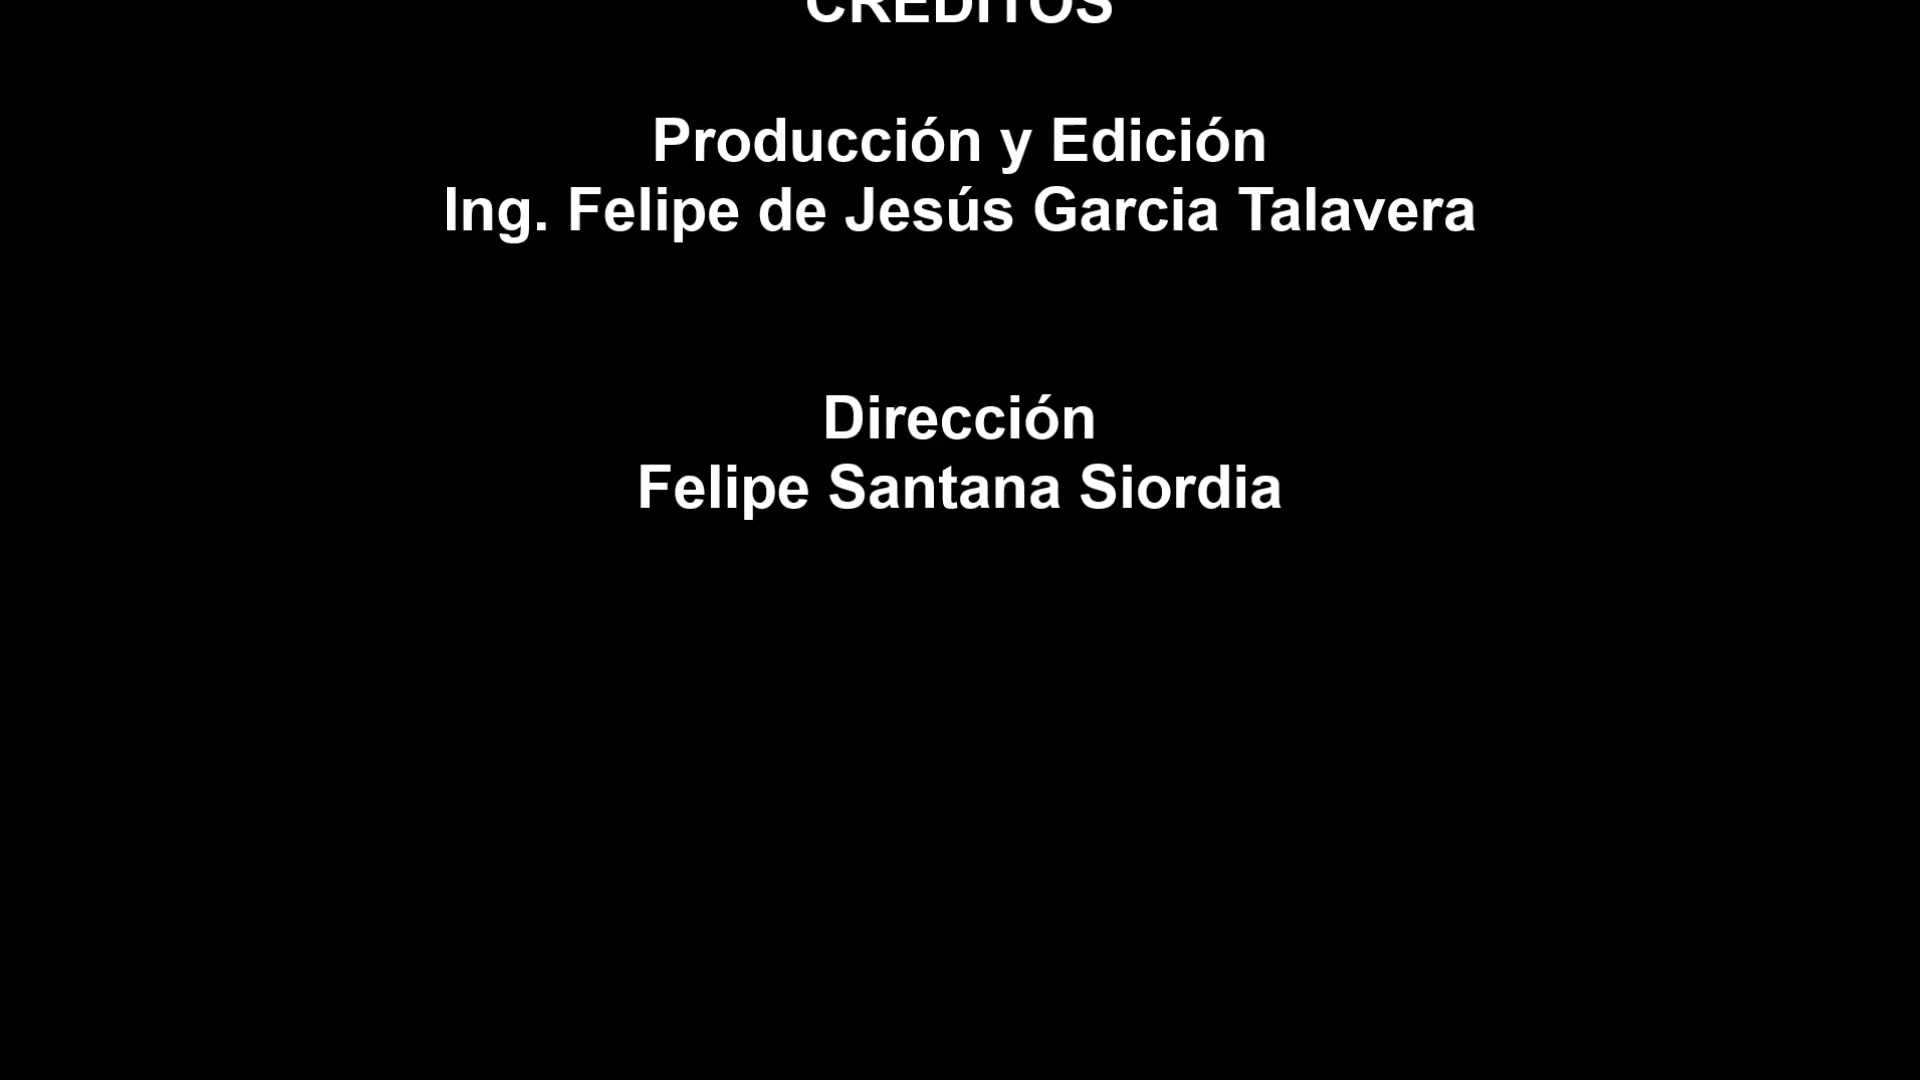 CREDITOS
Producción y Edición
Ing. Felipe de Jesús Garcia Talavera
Dirección
Felipe Santana Siordia